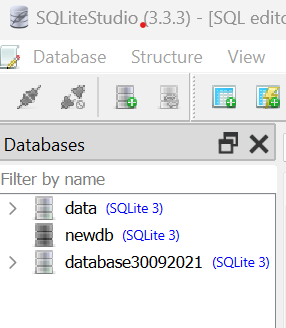 SQLiteStudio (3.3.3) - [SQL editor
Database Structure View
Databases
Filter by name
data (SQLite 3)
newdb (SQLite 3)
database30092021 (SQLite 3)